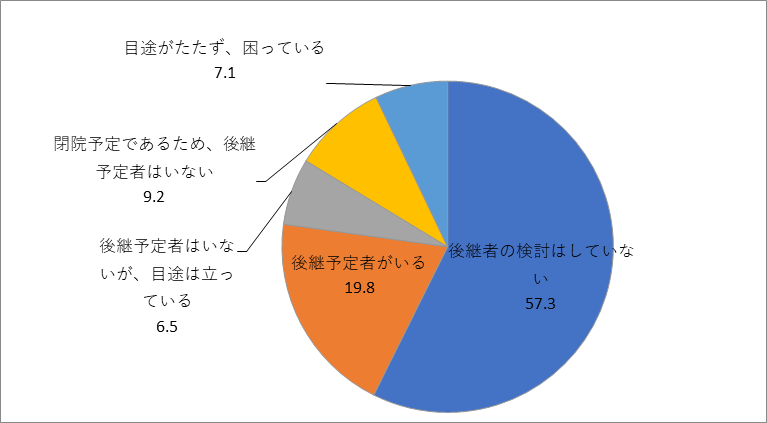 目途がたたず、困っている
7.1
閉院予定であるため、後継
予定者はいない
9.2
後継予定者はいな
いが、目途は立っ
ている
6.5
後継予定者がいる
19.8
後継者の検討はしていな
い
57.3